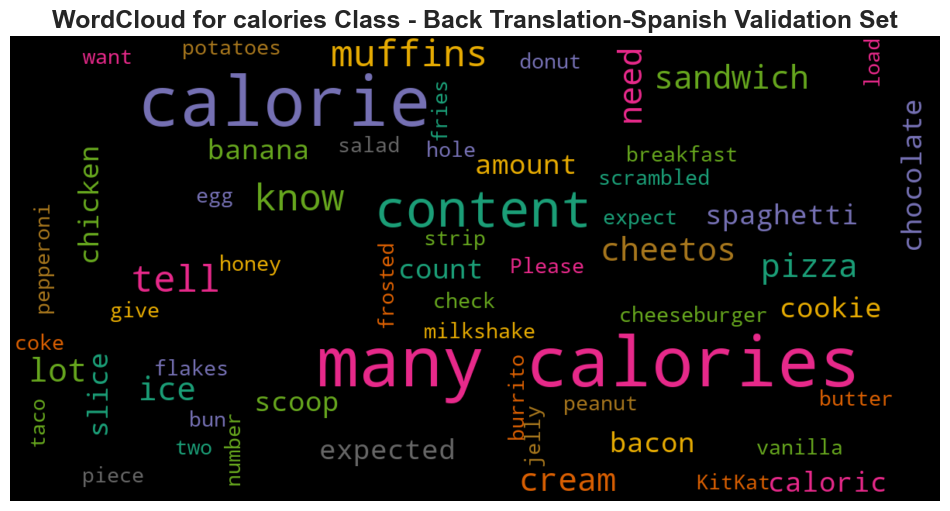 WordCloud for calories Class - Back Translation-Spanish Validation Set
want
potatoes
muffins
donut
need
sandwich
load
calorie
fries
chocolate
banana
salad
hole
amount
breakfast
scrambled
chicken
egg
know
content
expect
spaghetti
pepperoni
strip
cheetos
tell
honey
frosted
count
Please
pizza
give
check
milkshake
cheeseburger
cookie
coke
lot
slice
flakes
ice
many calories
burrito
taco
bun
scoop
jelly
peanut
butter
two
number
expected
bacon
vanilla
piece
cream
KitKat
caloric